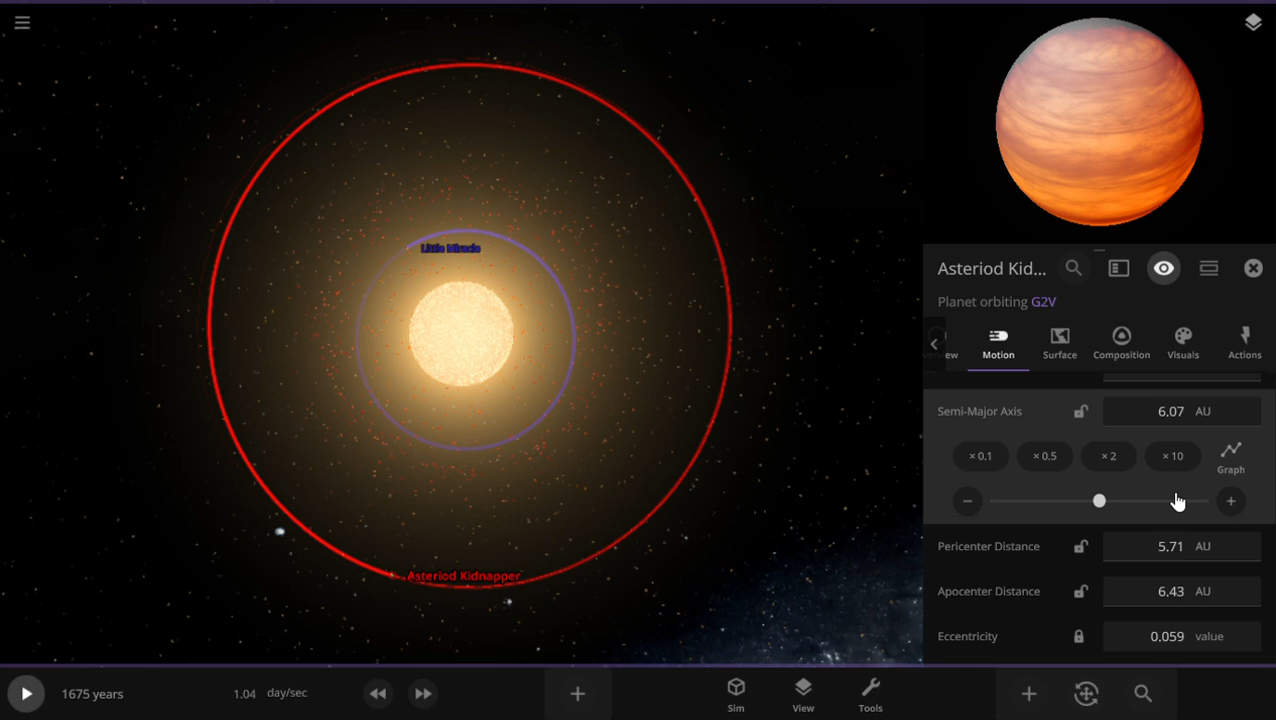 Little Miracle
Asteriod Kidnapper
Asteriod Kid...
Planet orbiting G2V
Motion
Surface
Composition
Visuals
Actions
Semi-Major Axis
6.07 AU
× 0.1
× 0.5
× 2
× 10
Graph
Pericenter Distance
5.71 AU
Apocenter Distance
6.43 AU
Eccentricity
0.059 value
1675 years
1.04 day/sec
Sim
View
Tools